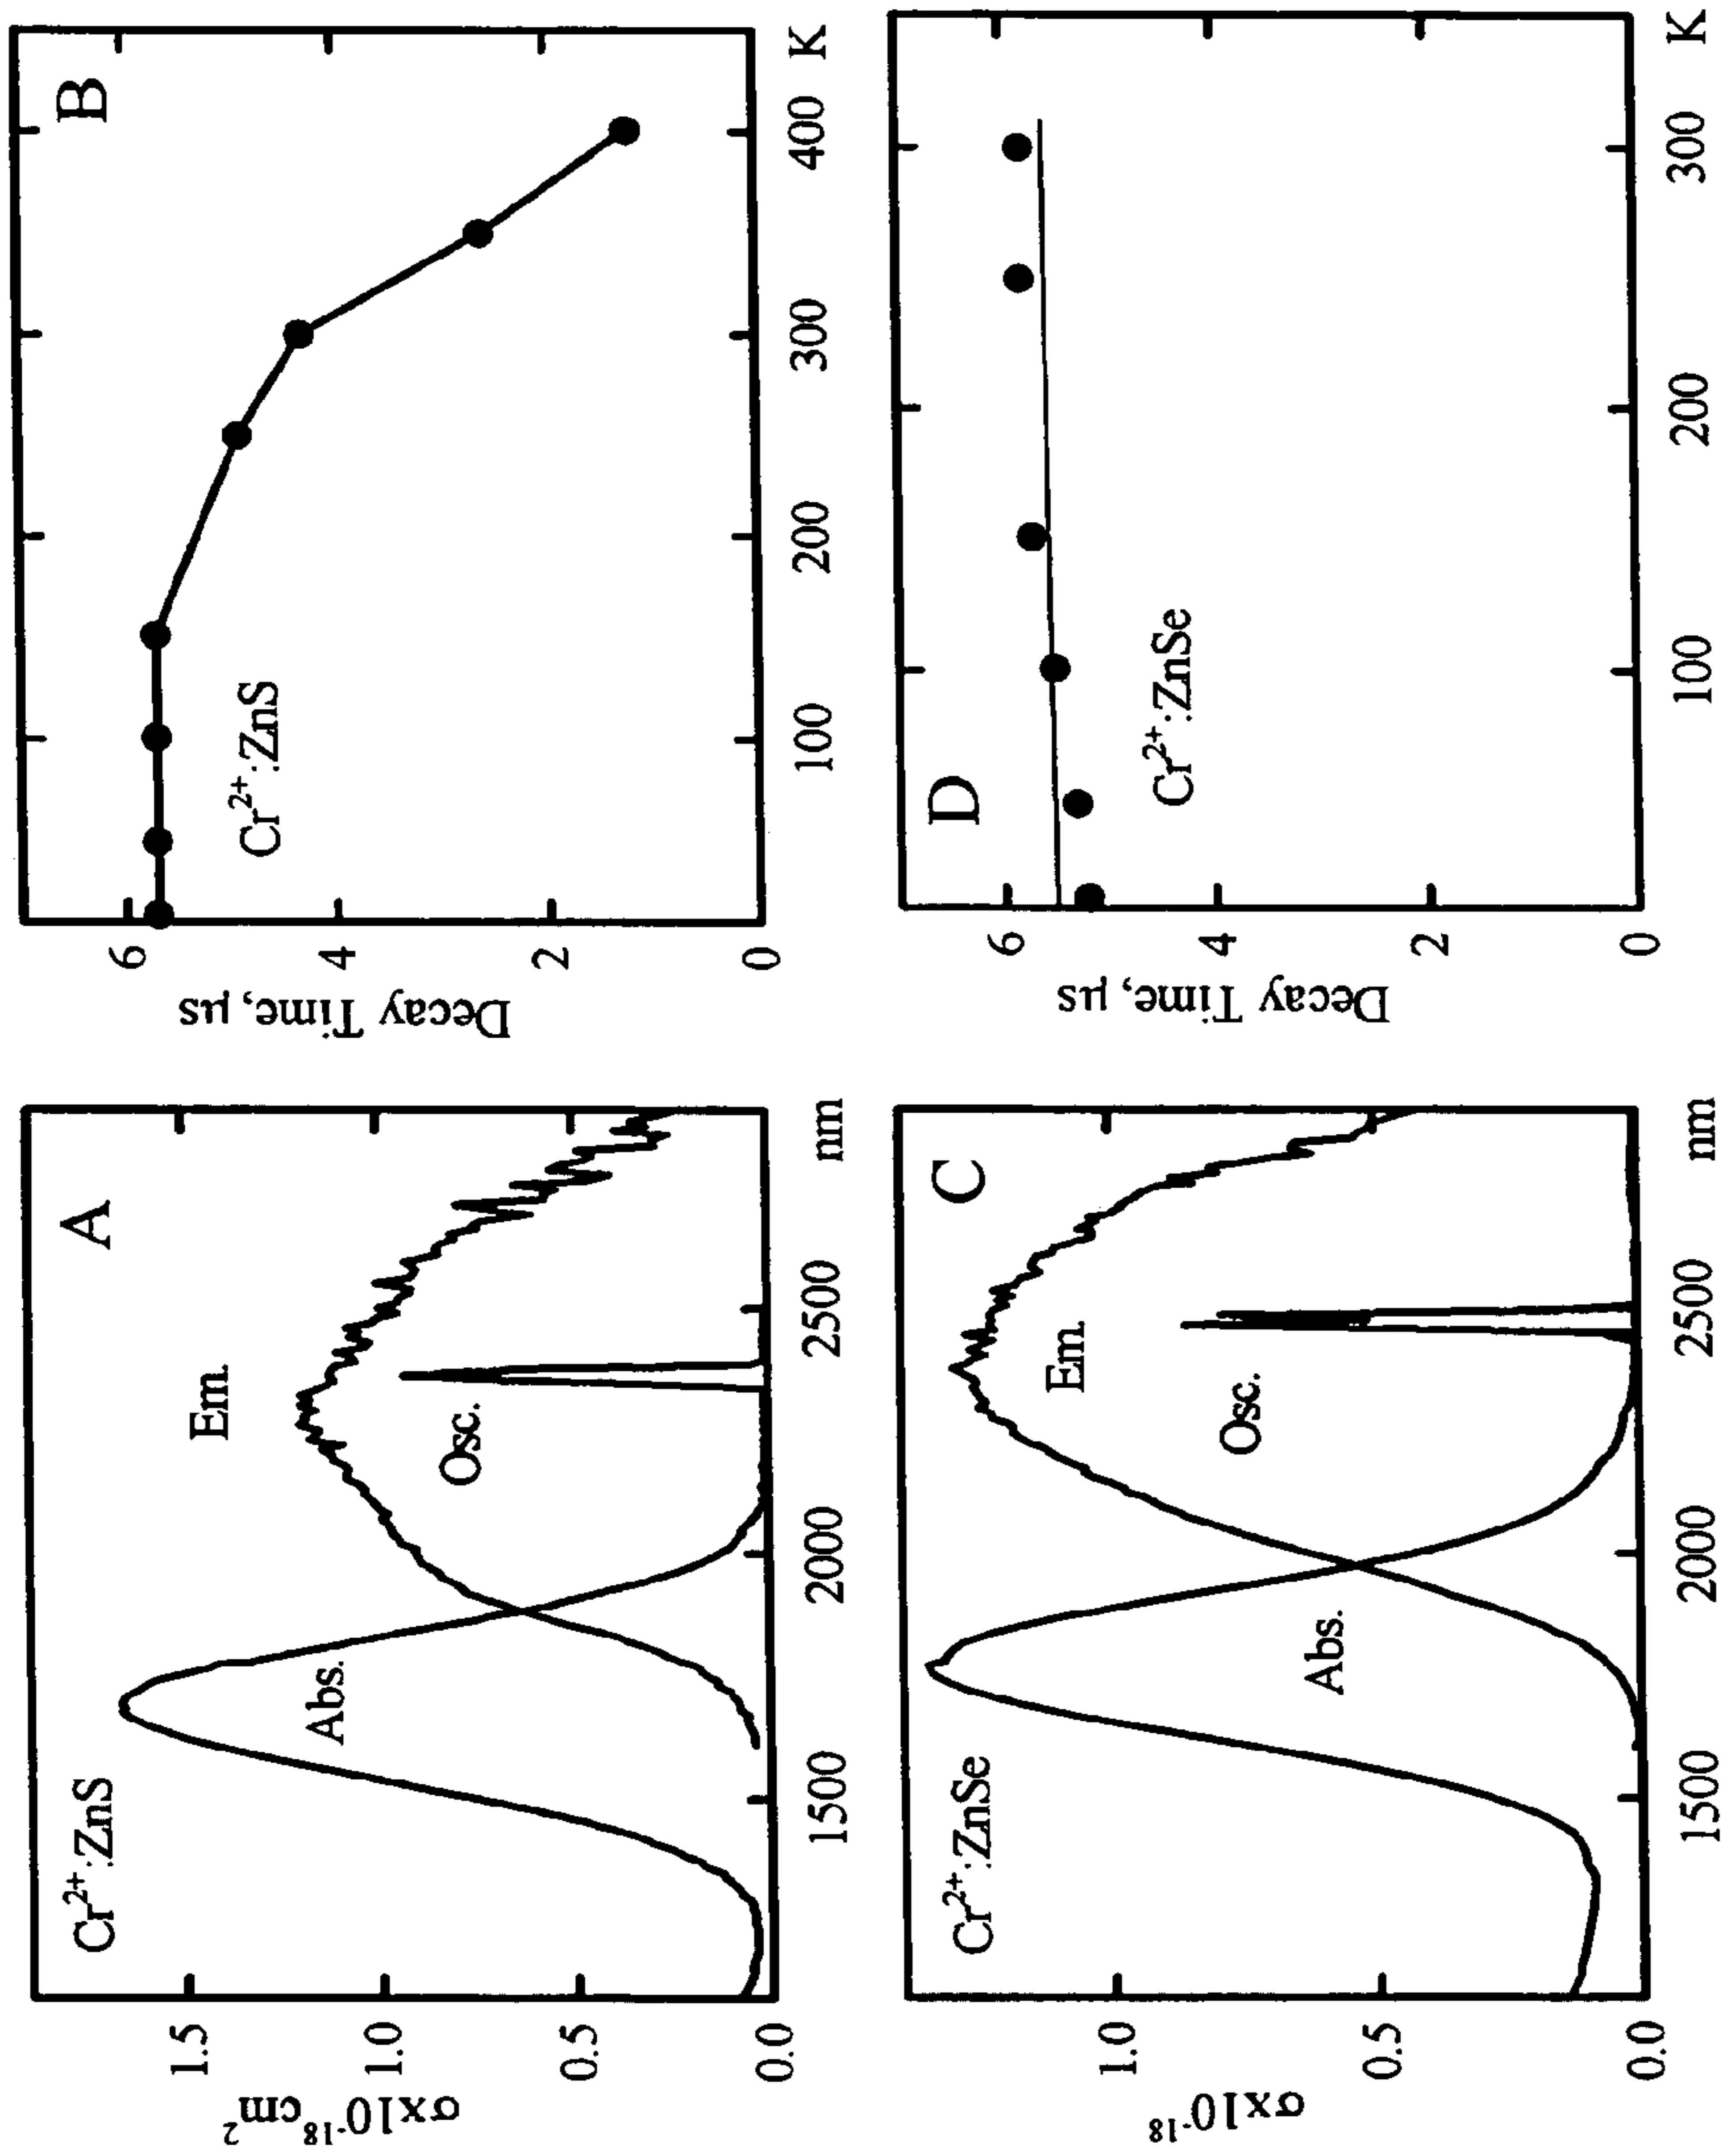 Cr2+:ZnS
A
Em.
Abs.
Osc.
σx10-18cm2
1.5
1.0
0.5
0.0
1500
2000
2500
nm
B
Cr2+:ZnS
Decay Time, μs
6
4
2
0
100
200
300
400
K
Cr2+:ZnSe
C
Em.
Osc.
Abs.
σx10-18
1.0
0.5
0.0
1500
2000
2500
nm
D
Cr2+:ZnSe
Decay Time, μs
6
4
2
0
100
200
300
K